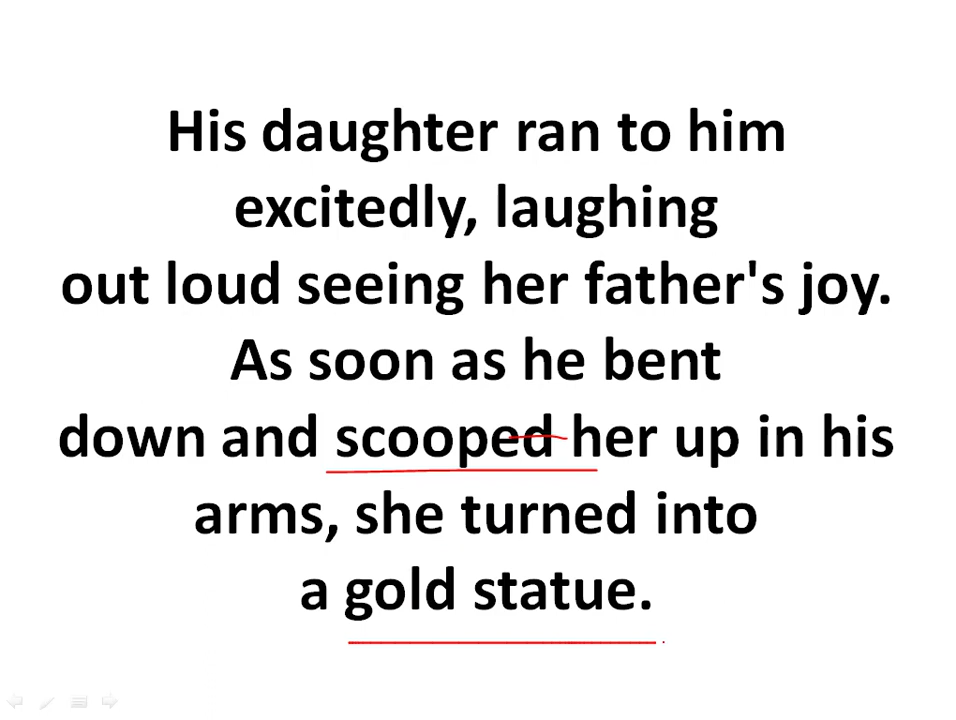 His daughter ran to him
excitedly, laughing
out loud seeing her father's joy.
As soon as he bent
down and scooped her up in his
arms, she turned into
a gold statue.